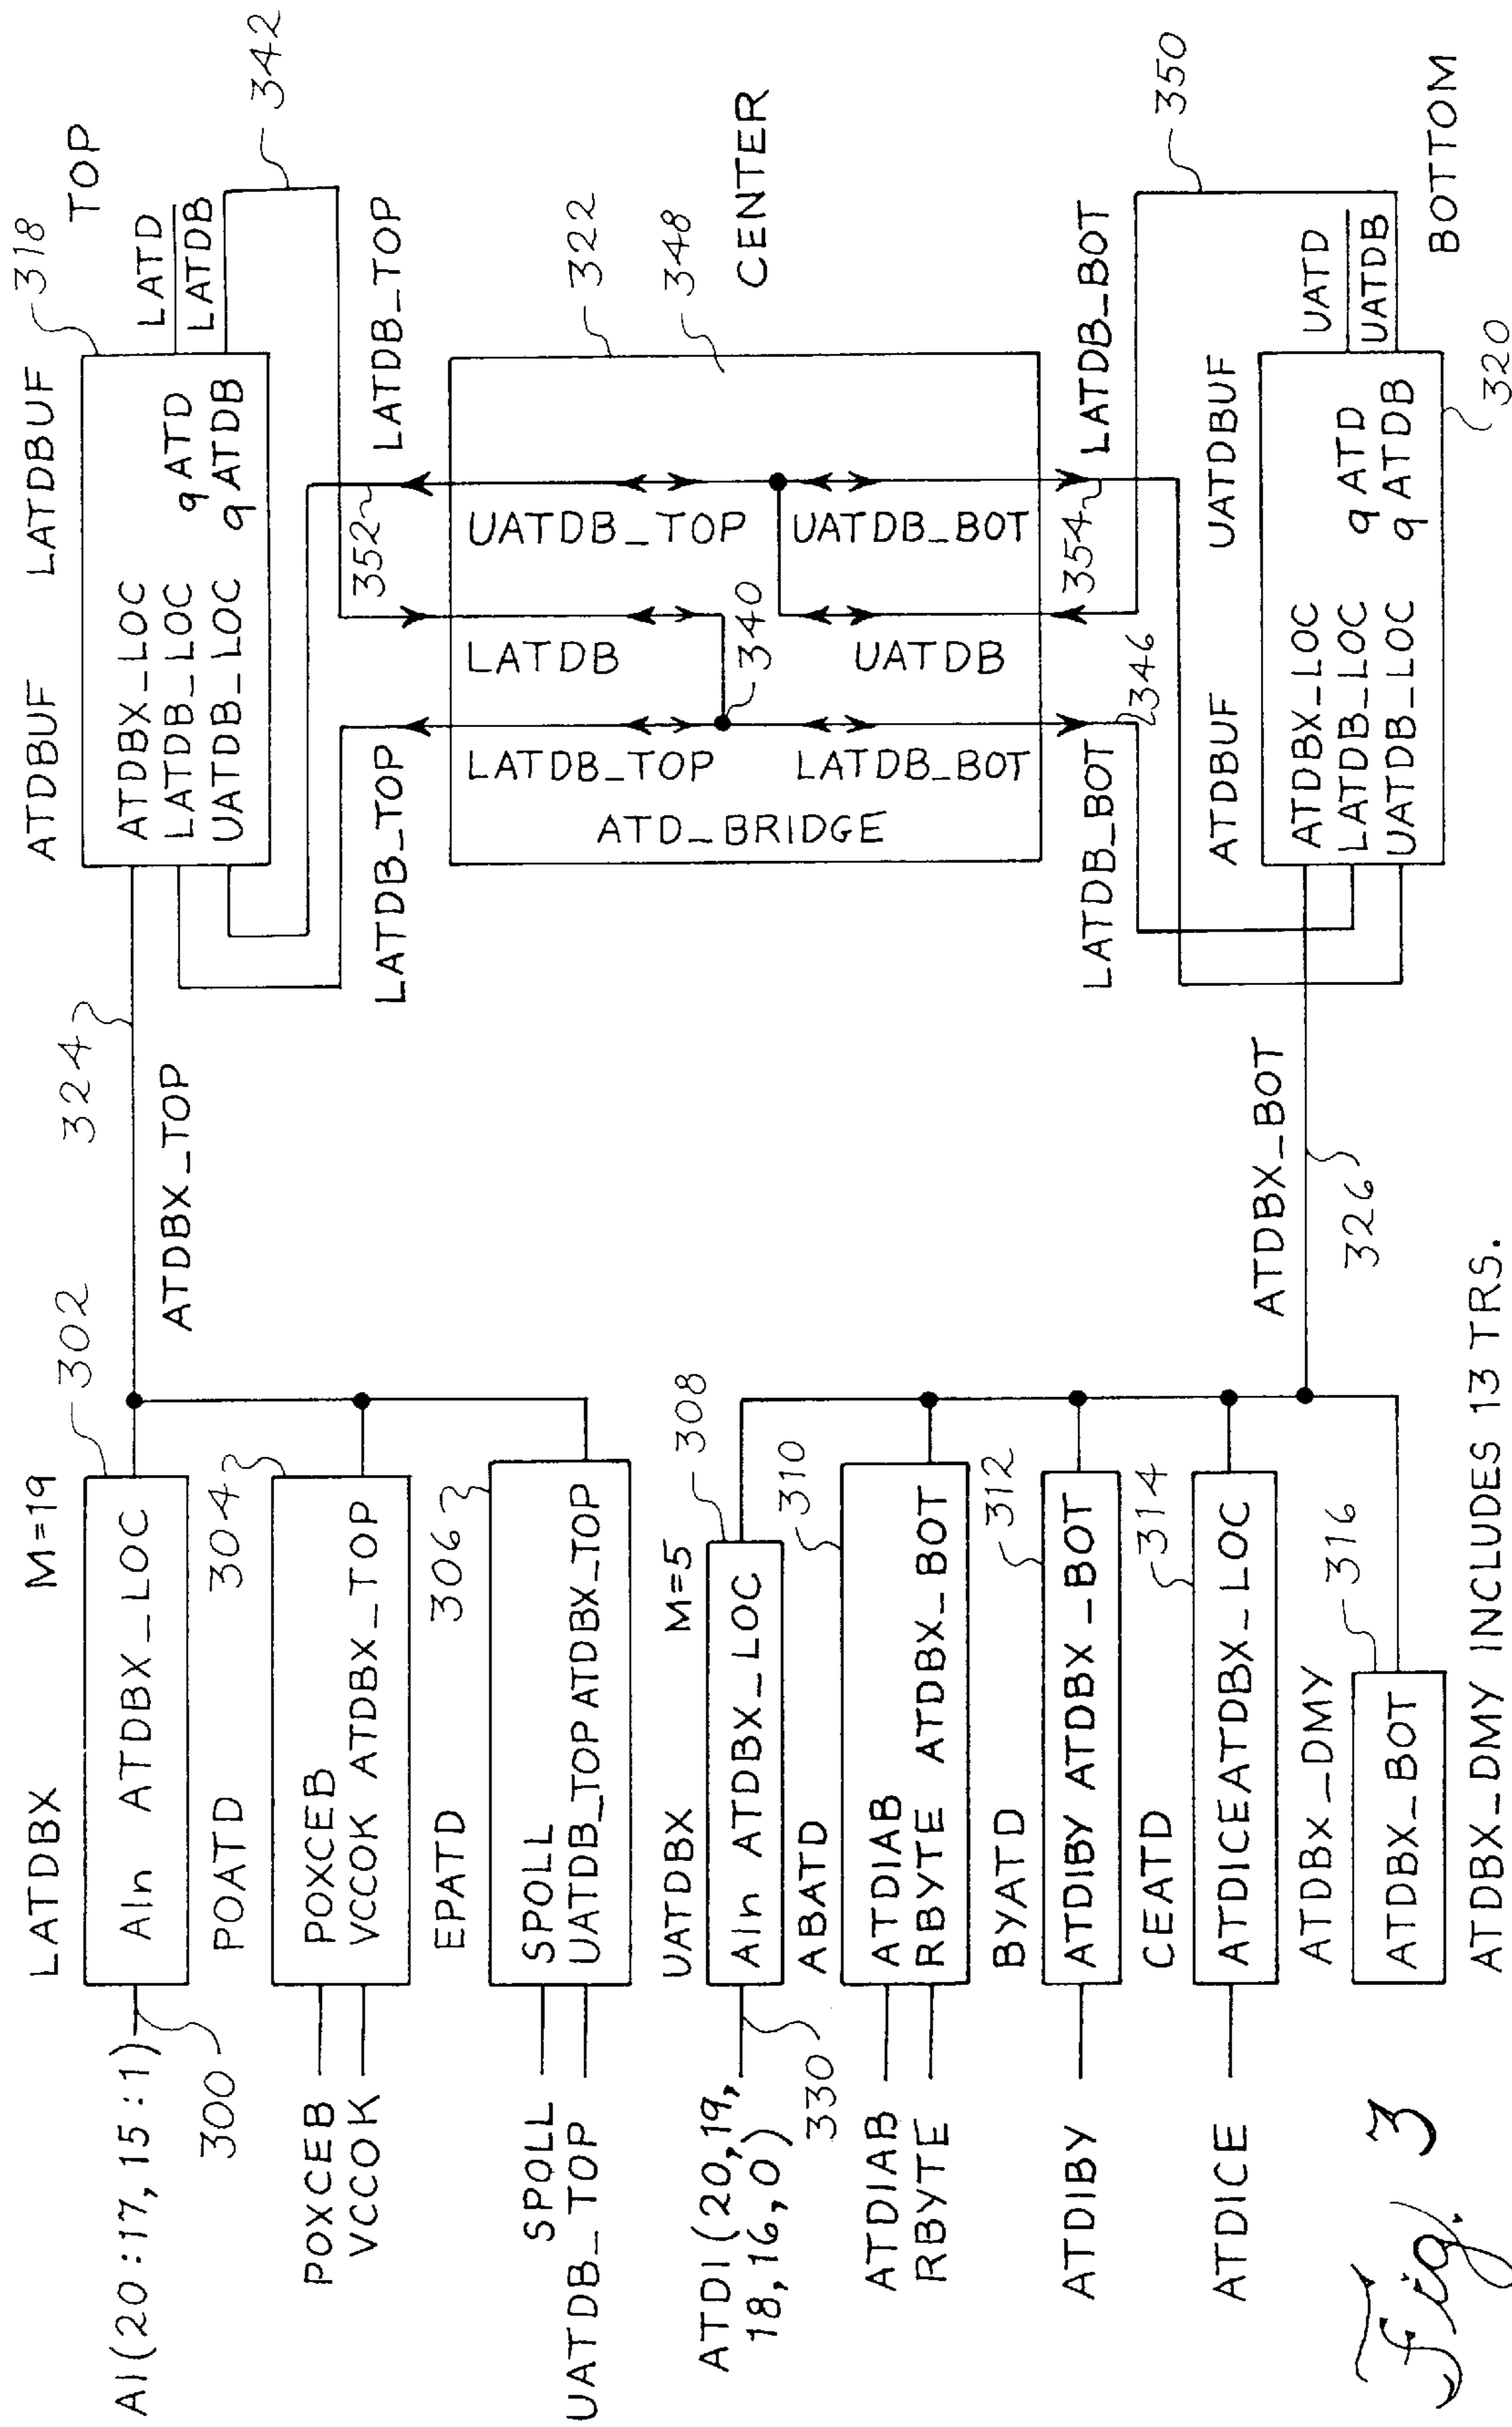 LATDBX M=19
302
AI(20:17,15:1)
300
AIn ATDBX_LOC
POATD
304
POXCEB
VCCOK
POXCEB
VCCOK ATDBX_TOP
EPATD
306
SPOLL
UATDB_TOP
SPOLL
UATDB_TOP ATDBX_TOP
UATDBX M=5
308
ATDI(20,19,
18,16,0)
330
AIn ATDBX_LOC
ABATD
310
ATDIAB
RBYTE
ATDIAB
RBYTE ATDBX_BOT
BYATD
312
ATDIBY
ATDIBY ATDBX_BOT
CEATD
314
ATDICE
ATDICEATDBX_LOC
ATDBX_DMY
316
ATDBX_BOT
ATDBX_DMY INCLUDES 13 TRS.
324
ATDBX_TOP
ATDBX_BOT
326
ATDBUF LATDBUF
318
TOP
ATDBX_LOC
LATDB_LOC qATD
UATDB_LOC qATDB
LATD
LATDB
342
LATDB_TOP
352
LATDB_TOP
322
348
CENTER
LATDB_TOP
LATDB
UATDB_TOP
340
LATDB_BOT
UATDB
UATDB_BOT
ATD_BRIDGE
LATDB_BOT
346
354
LATDB_BOT
350
ATDBUF UATDBUF
ATDBX_LOC
LATDB_LOC qATD
UATDB_LOC qATDB
UATD
UATDB
320
BOTTOM
Fig. 3